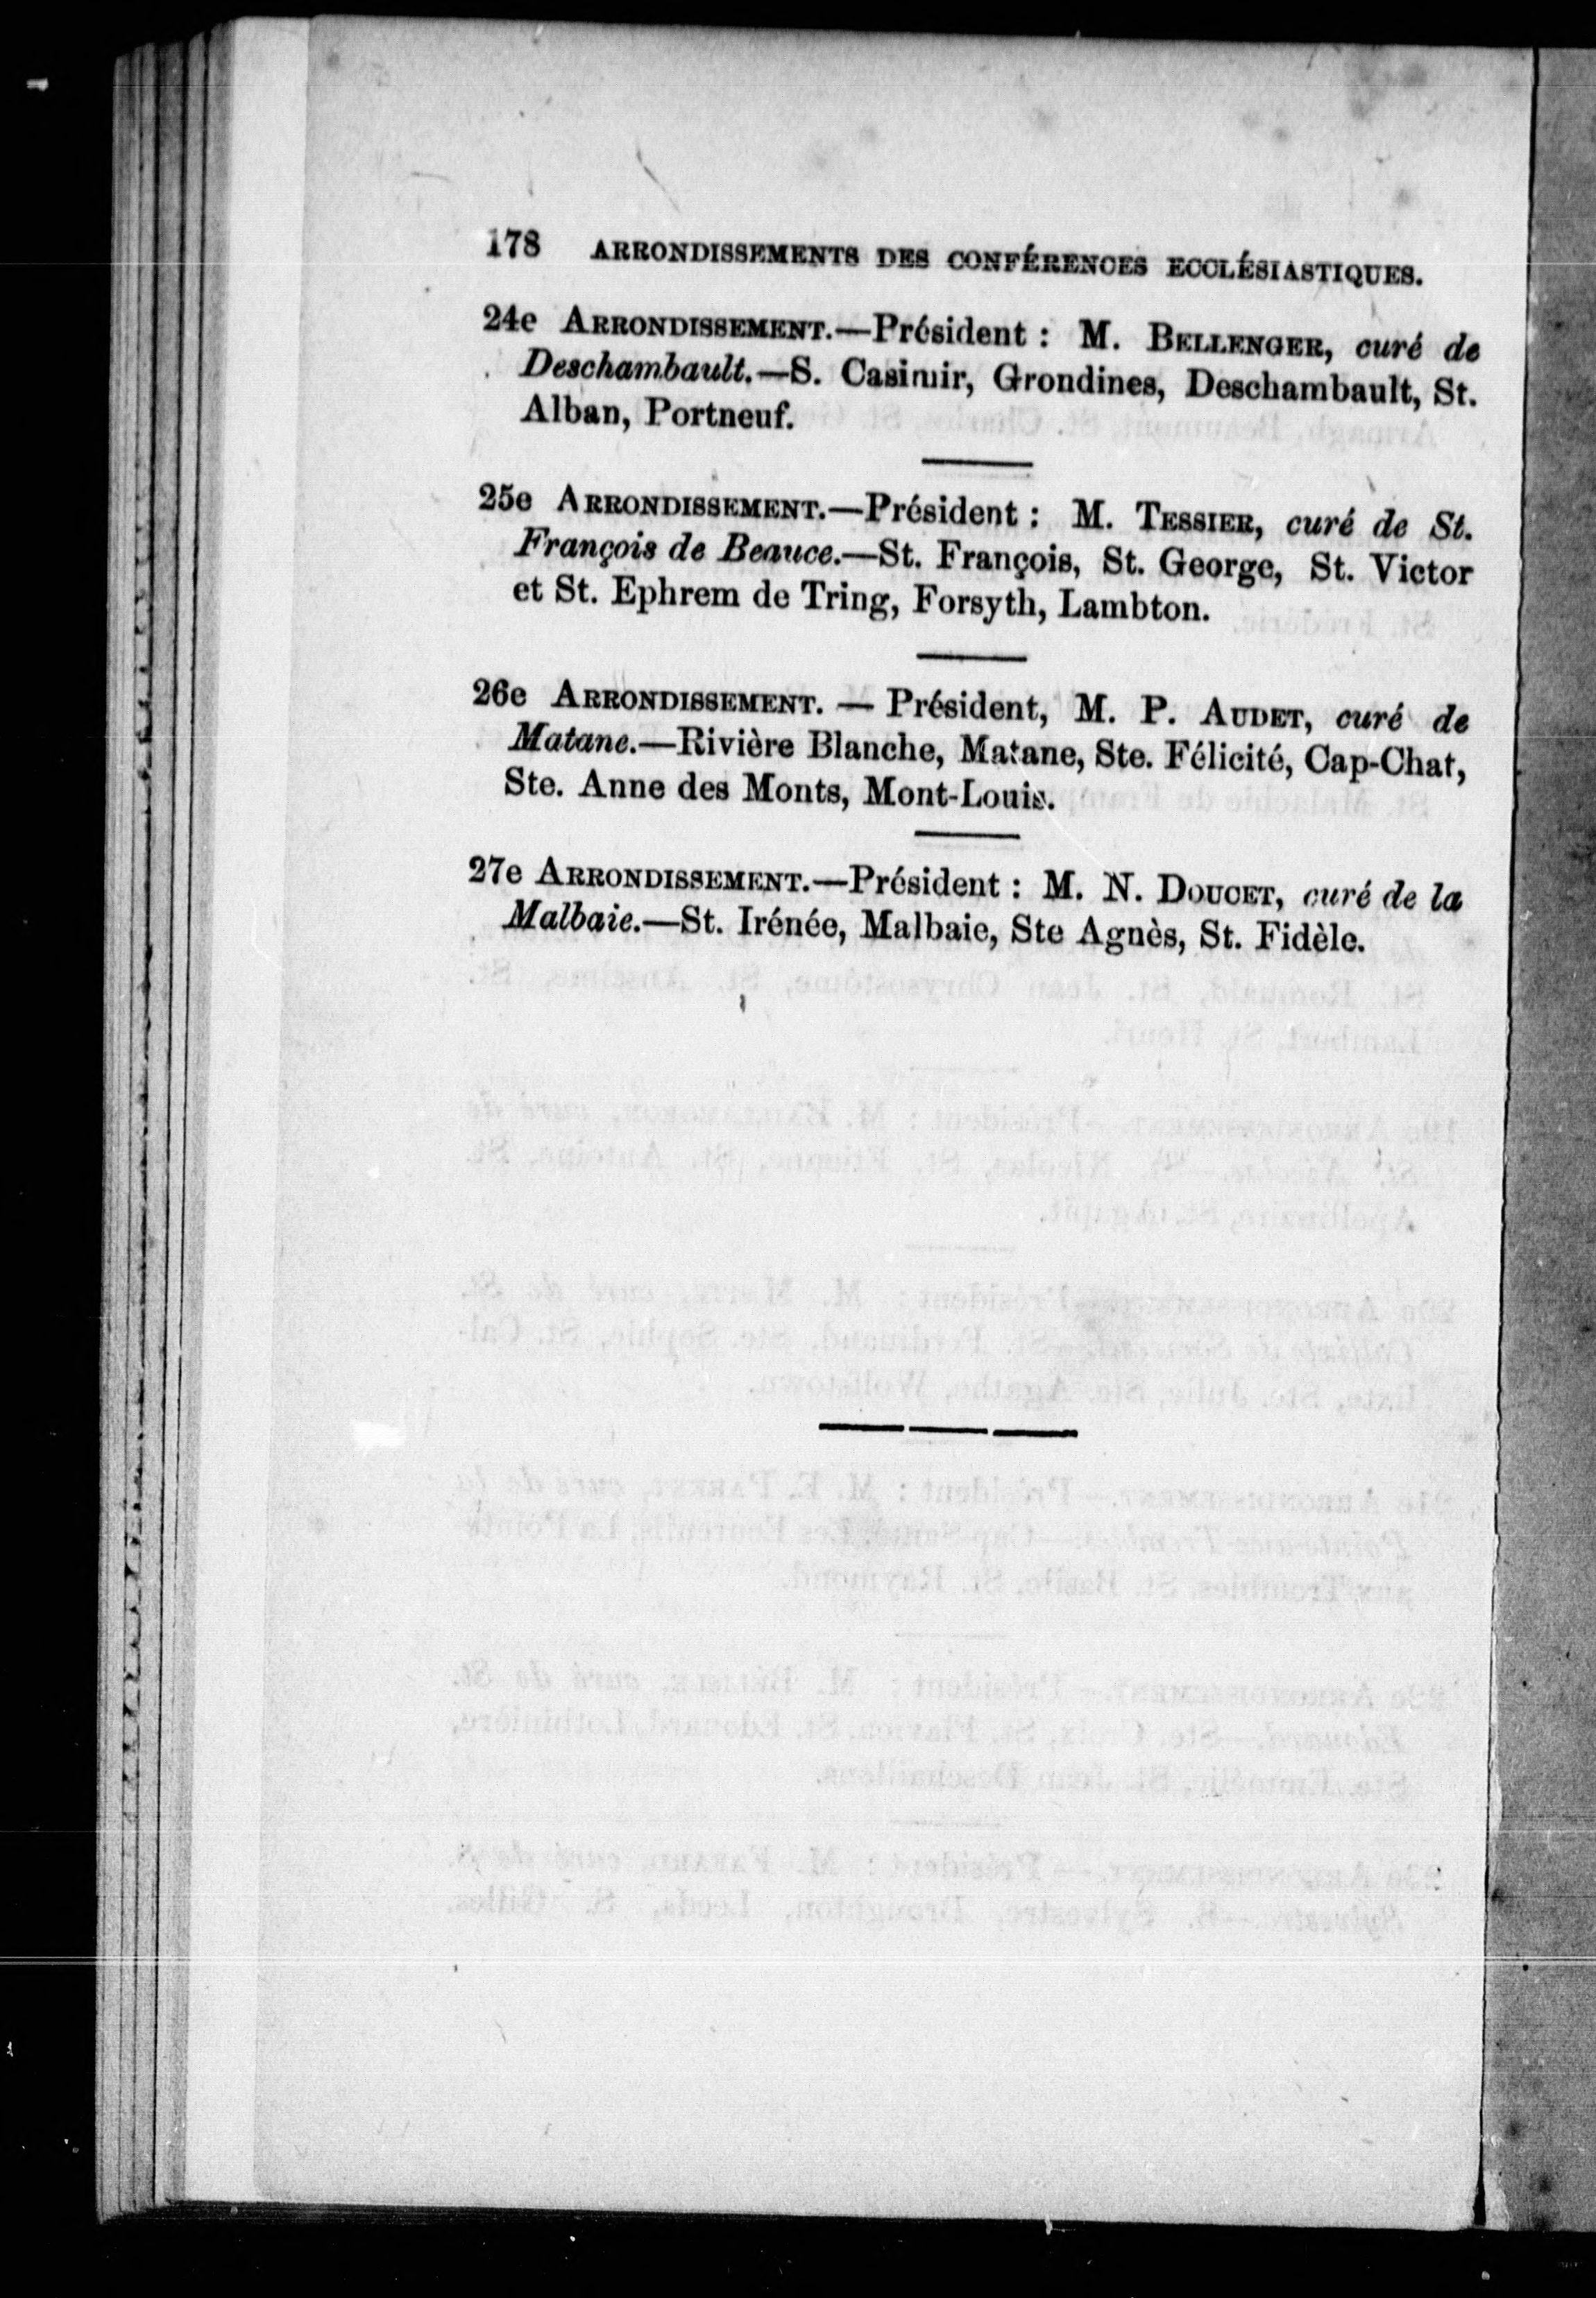 178 ARRONDISSEMENTS DES CONFÉRENCES ECCLÉSIASTIQUES.
24e ARRONDISSEMENT.—Président : M. BELLENGER, curé de
Deschambault.—S. Casimir, Grondines, Deschambault, St.
Alban, Portneuf.
25e ARRONDISSEMENT.—Président : M. TESSIER, curé de St.
François de Beauce.—St. François, St. George, St. Victor
et St. Ephrem de Tring, Forsyth, Lambton.
26e ARRONDISSEMENT. — Président, M. P. AUDET, curé de
Matane.—Rivière Blanche, Matane, Ste. Félicité, Cap-Chat,
Ste. Anne des Monts, Mont-Louis.
27e ARRONDISSEMENT.—Président : M. N. DOUCET, curé de la
Malbaie.—St. Irénée, Malbaie, Ste Agnès, St. Fidèle.